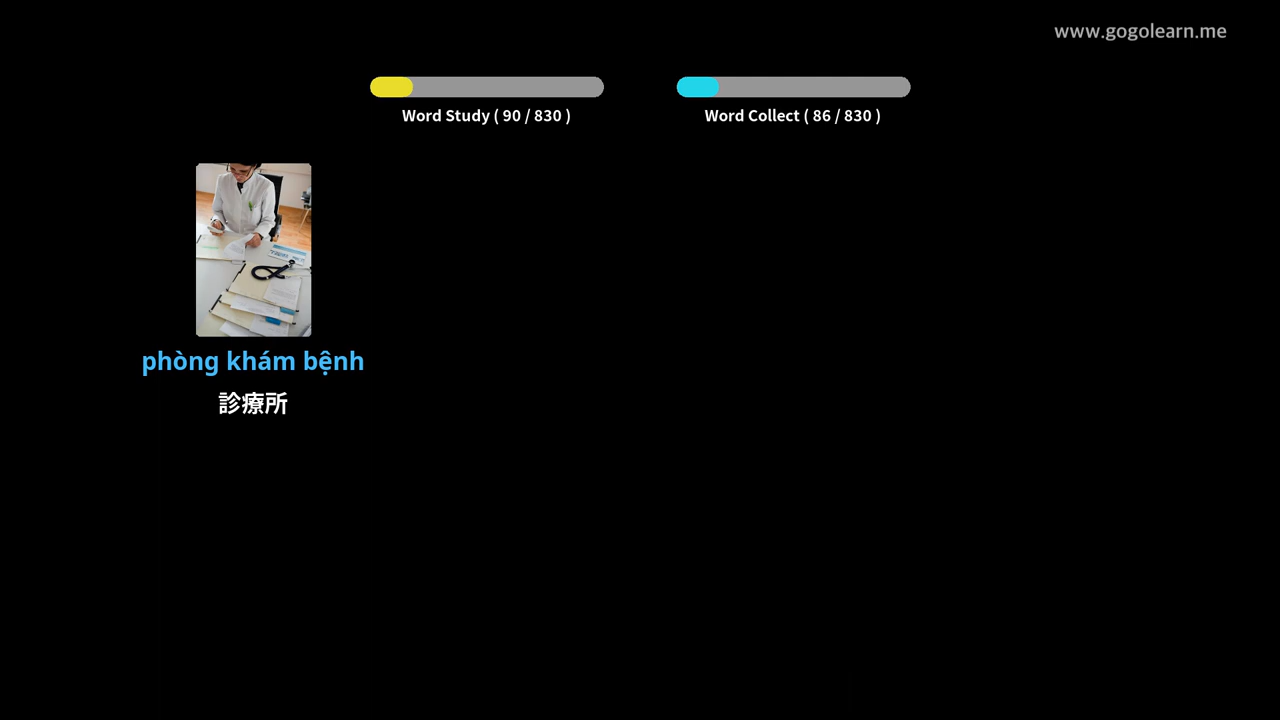 www.gogolearn.me
Word Study ( 90 / 830 )
Word Collect ( 86 / 830 )
phòng khám bệnh
診療所